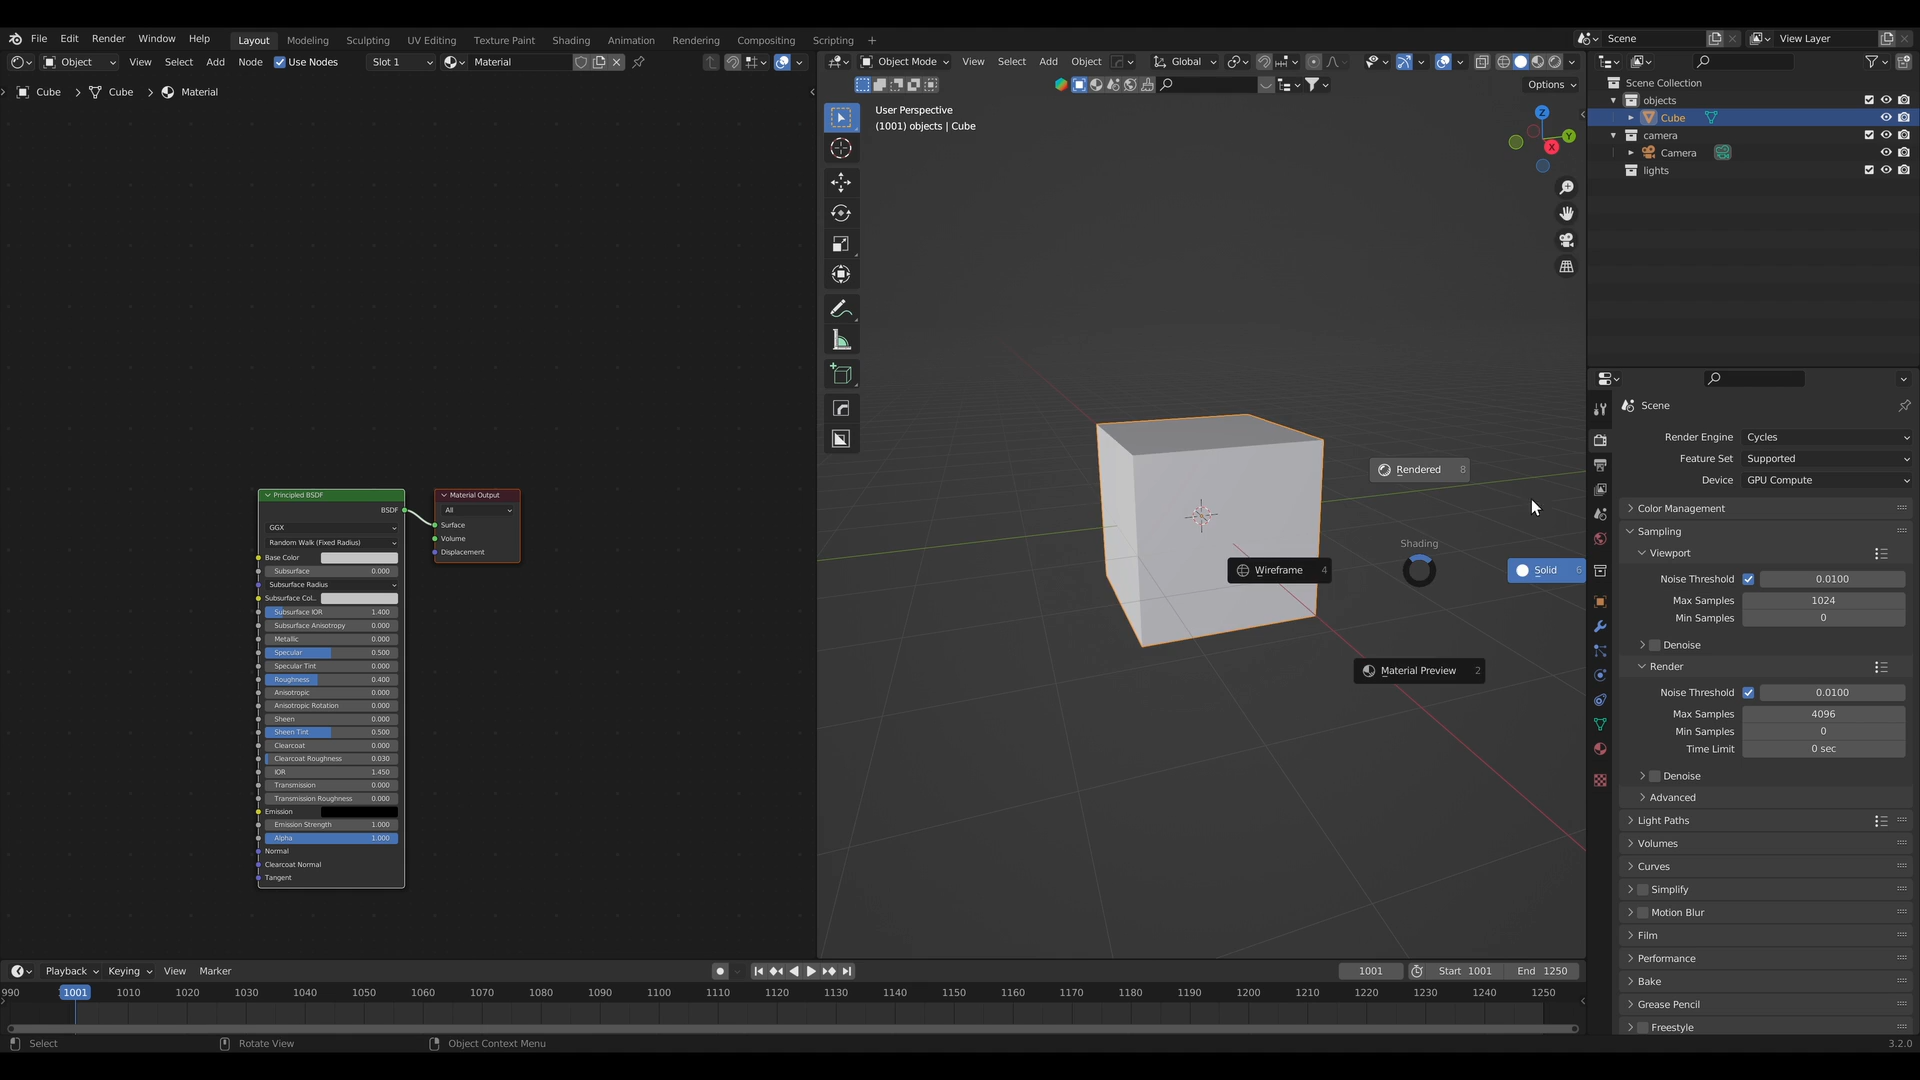 File Edit Render Window Help Layout Modeling Sculpting UV Editing Texture Paint Shading Animation Rendering Compositing Scripting + Scene View Layer
Object View Select Add Node Use Nodes Slot 1 Material
Cube > Cube > Material
Object Mode View Select Add Object Global
Options
User Perspective
(1001) objects | Cube
Z
Y
X
Rendered 8
Shading
Wireframe 4
Solid 6
Material Preview 2
Principled BSDF
BSDF
GGX
Random Walk (Fixed Radius)
Base Color
Subsurface 0.000
Subsurface Radius
Subsurface Col..
Subsurface IOR 1.400
Subsurface Anisotropy 0.000
Metallic 0.000
Specular 0.500
Specular Tint 0.000
Roughness 0.400
Anisotropic 0.000
Anisotropic Rotation 0.000
Sheen 0.000
Sheen Tint 0.500
Clearcoat 0.000
Clearcoat Roughness 0.030
IOR 1.450
Transmission 0.000
Transmission Roughness 0.000
Emission
Emission Strength 1.000
Alpha 1.000
Normal
Clearcoat Normal
Tangent
Material Output
All
Surface
Volume
Displacement
Scene Collection
objects
Cube
camera
Camera
lights
Scene
Render Engine Cycles
Feature Set Supported
Device GPU Compute
Color Management
Sampling
Viewport
Noise Threshold 0.0100
Max Samples 1024
Min Samples 0
Denoise
Render
Noise Threshold 0.0100
Max Samples 4096
Min Samples 0
Time Limit 0 sec
Denoise
Advanced
Light Paths
Volumes
Curves
Simplify
Motion Blur
Film
Performance
Bake
Grease Pencil
Freestyle
Playback Keying View Marker 1001 Start 1001 End 1250
990 1001 1010 1020 1030 1040 1050 1060 1070 1080 1090 1100 1110 1120 1130 1140 1150 1160 1170 1180 1190 1200 1210 1220 1230 1240 1250
Select Rotate View Object Context Menu 3.2.0